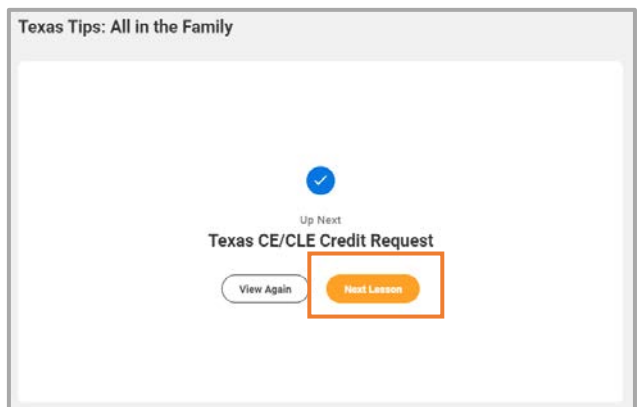 Texas Tips: All in the Family
Up Next
Texas CE/CLE Credit Request
View Again
Next Lesson